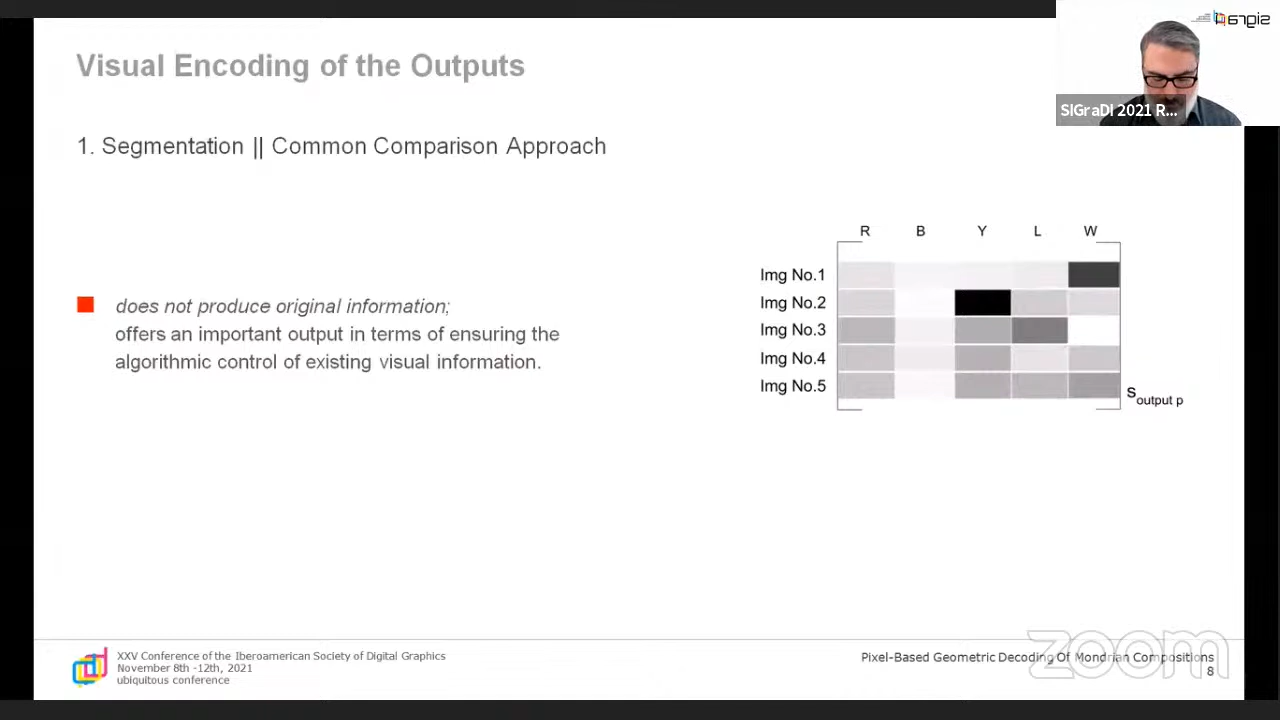 Visual Encoding of the Outputs
SIGraDI 2021 R...
1. Segmentation || Common Comparison Approach
R B Y L W
Img No.1
Img No.2
Img No.3
Img No.4
Img No.5
S output p
does not produce original information;
offers an important output in terms of ensuring the
algorithmic control of existing visual information.
XXV Conference of the Iberoamerican Society of Digital Graphics
November 8th -12th, 2021
ubiquitous conference
Pixel-Based Geometric Decoding Of Mondrian Compositions
8
zoom